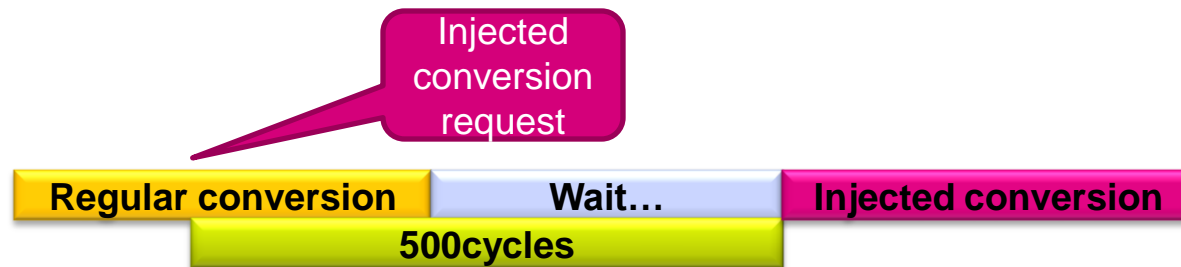 Injected
conversion
request
Regular conversion
Wait…
Injected conversion
500cycles